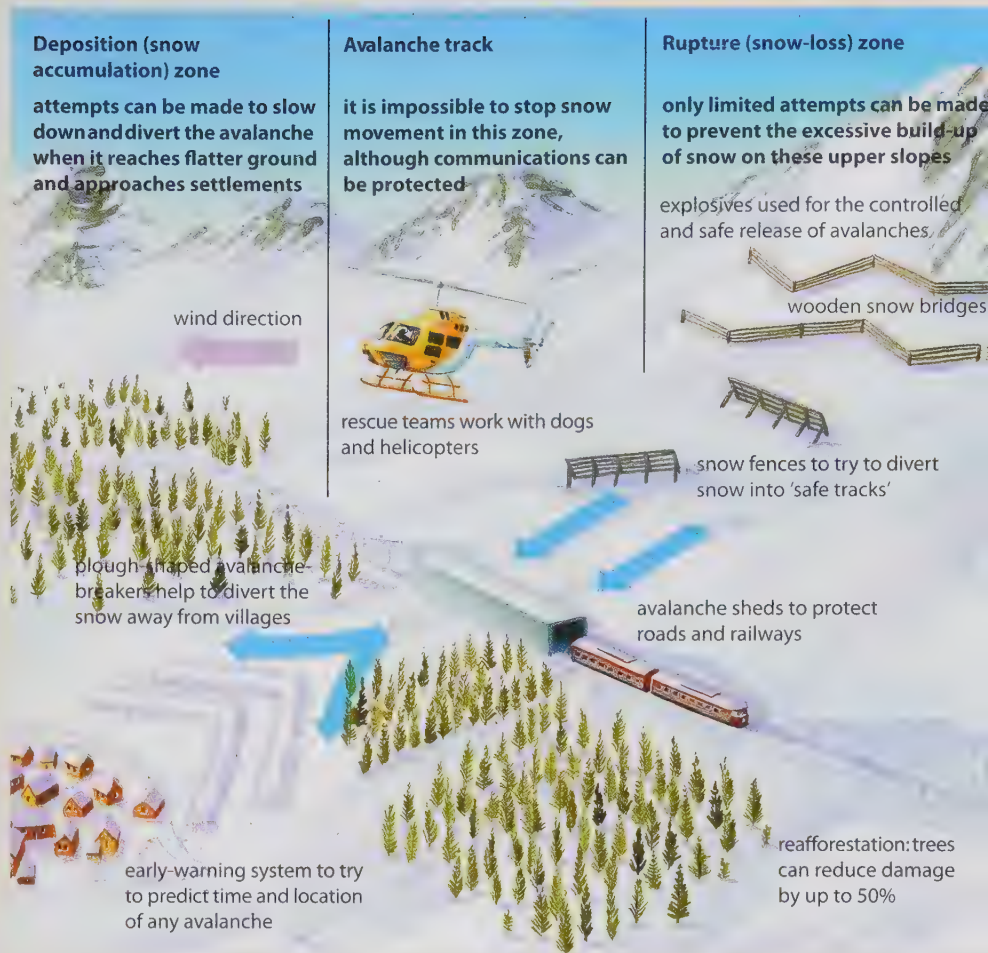 Deposition (snow
accumulation) zone
attempts can be made to slow
down and divert the avalanche
when it reaches flatter ground
and approaches settlements
Avalanche track
it is impossible to stop snow
movement in this zone,
although communications can
be protected
Rupture (snow-loss) zone
only limited attempts can be made
to prevent the excessive build-up
of snow on these upper slopes
explosives used for the controlled
and safe release of avalanches
wooden snow bridges
wind direction
rescue teams work with dogs
and helicopters
snow fences to try to divert
snow into 'safe tracks'
plough-shaped avalanche-
breakers help to divert the
snow away from villages
avalanche sheds to protect
roads and railways
early-warning system to try
to predict time and location
of any avalanche
reafforestation: trees
can reduce damage
by up to 50%